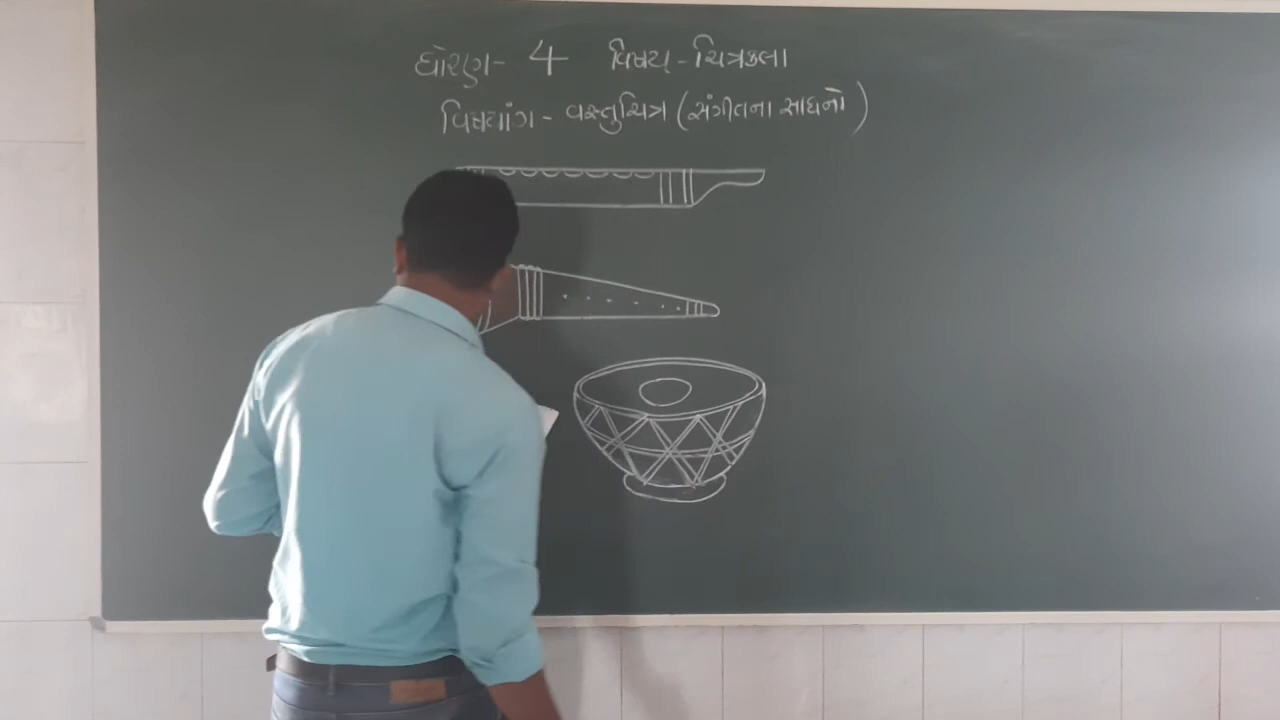 ધોરણ - 4 વિષય - ચિત્રકલા
વિષયાંગ - વસ્તુચિત્ર (સંગીતના સાધનો)